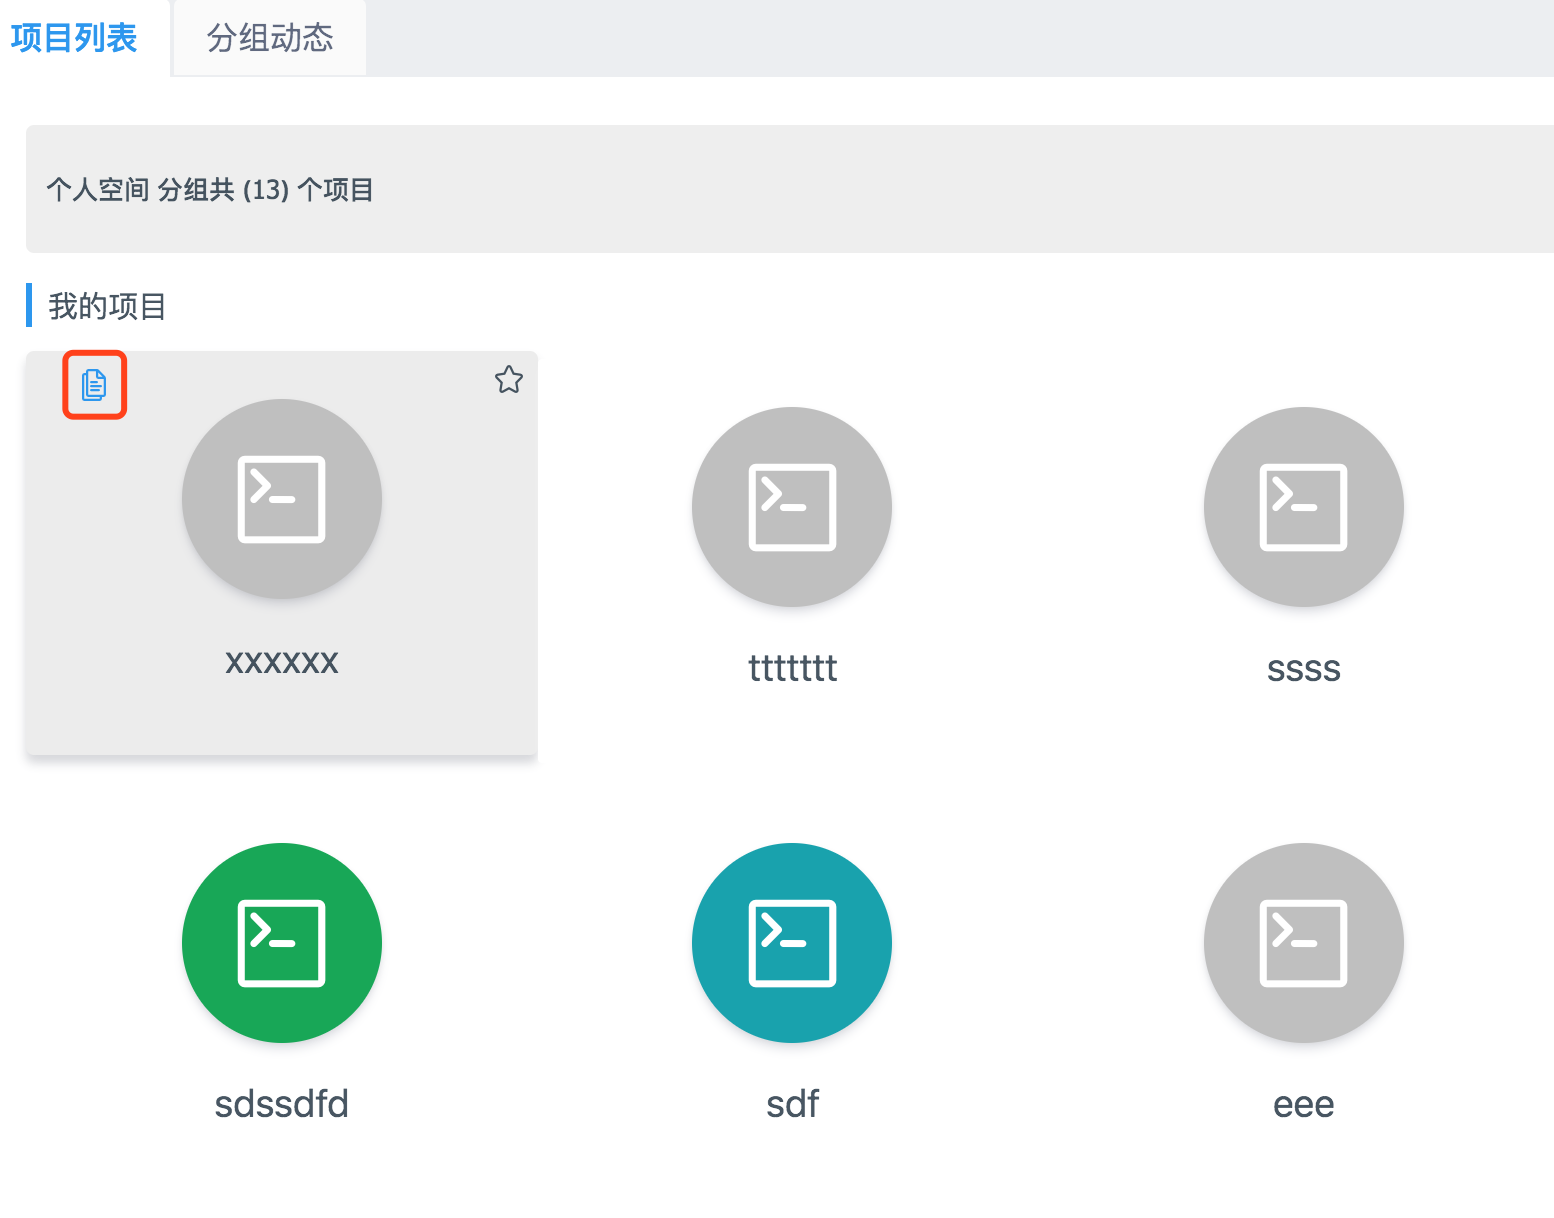 项目列表 分组动态
个人空间 分组共 (13) 个项目
我的项目
xxxxxx tttttt ssss
sdssdfd sdf eee